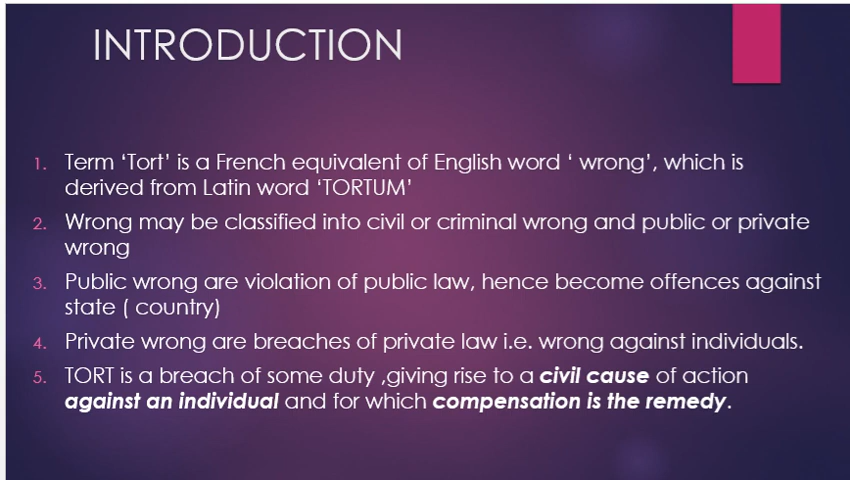 INTRODUCTION
1. Term ‘Tort’ is a French equivalent of English word ‘ wrong’, which is
derived from Latin word ‘TORTUM’
2. Wrong may be classified into civil or criminal wrong and public or private
wrong
3. Public wrong are violation of public law, hence become offences against
state ( country)
4. Private wrong are breaches of private law i.e. wrong against individuals.
5. TORT is a breach of some duty ,giving rise to a civil cause of action
against an individual and for which compensation is the remedy.